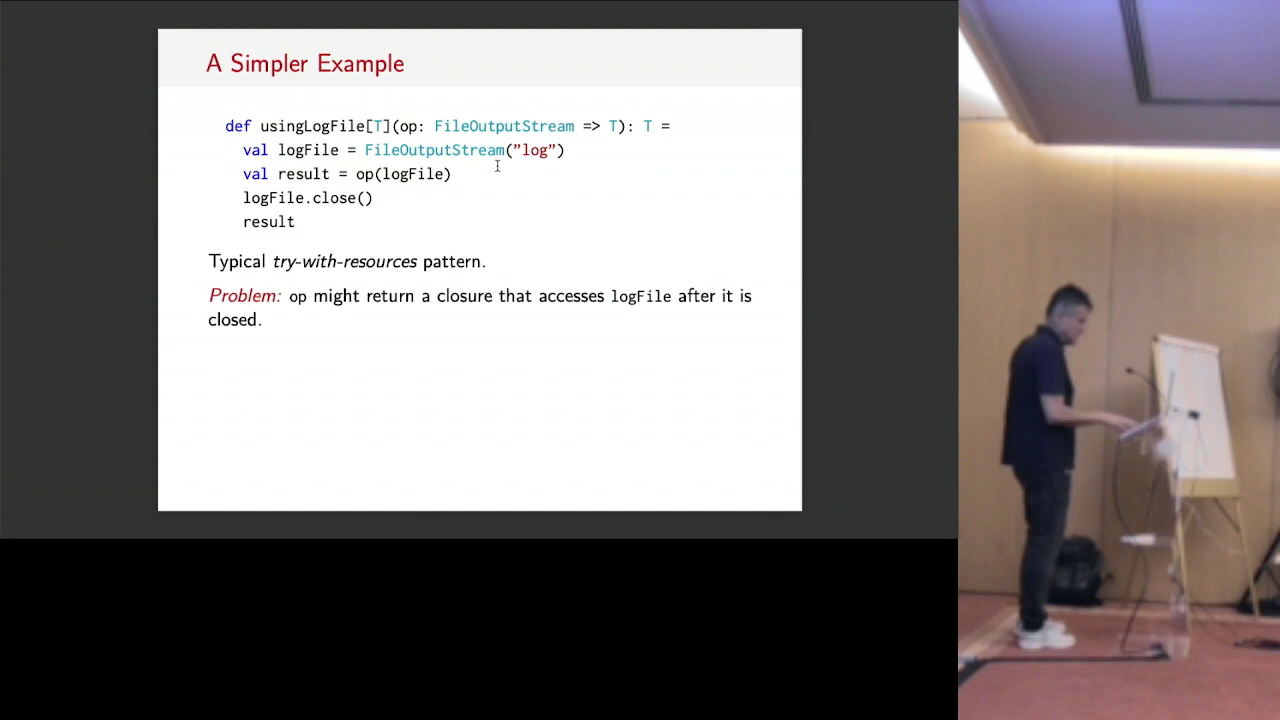 A Simpler Example
def usingLogFile[T](op: FileOutputStream => T): T =
val logFile = FileOutputStream(”log”)
val result = op(logFile)
logFile.close()
result
Typical try-with-resources pattern.
Problem: op might return a closure that accesses logFile after it is
closed.